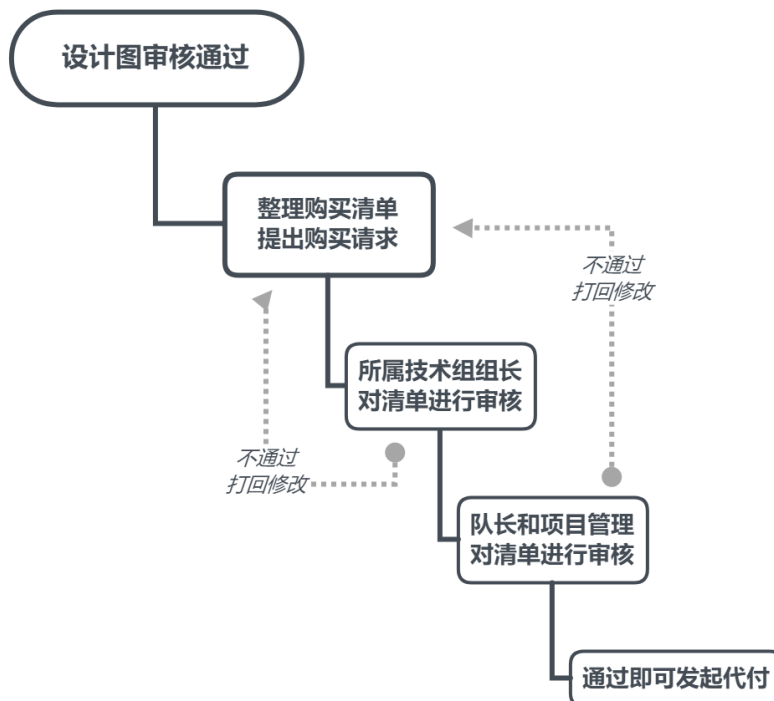 设计图审核通过
整理购买清单
提出购买请求
不通过
打回修改
所属技术组组长
对清单进行审核
不通过
打回修改
队长和项目管理
对清单进行审核
通过即可发起代付